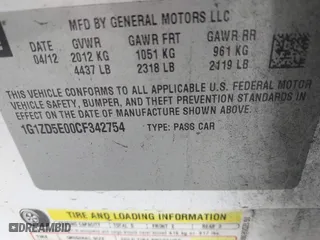 MFD BY GENERAL MOTORS LLC
04/12 GVWR GAWR FRT GAWR RR
2012 KG 1051 KG 961 KG
4437 LB 2318 LB 2119 LB
THIS VEHICLE CONFORMS TO ALL APPLICABLE U.S. FEDERAL MOTOR
VEHICLE SAFETY, BUMPER, AND THEFT PREVENTION STANDARDS
IN EFFECT ON THE DATE OF MANUFACTURE SHOWN ABOVE.
1G1ZD5E00CF342754 TYPE: PASS CAR
TIRE AND LOADING INFORMATION